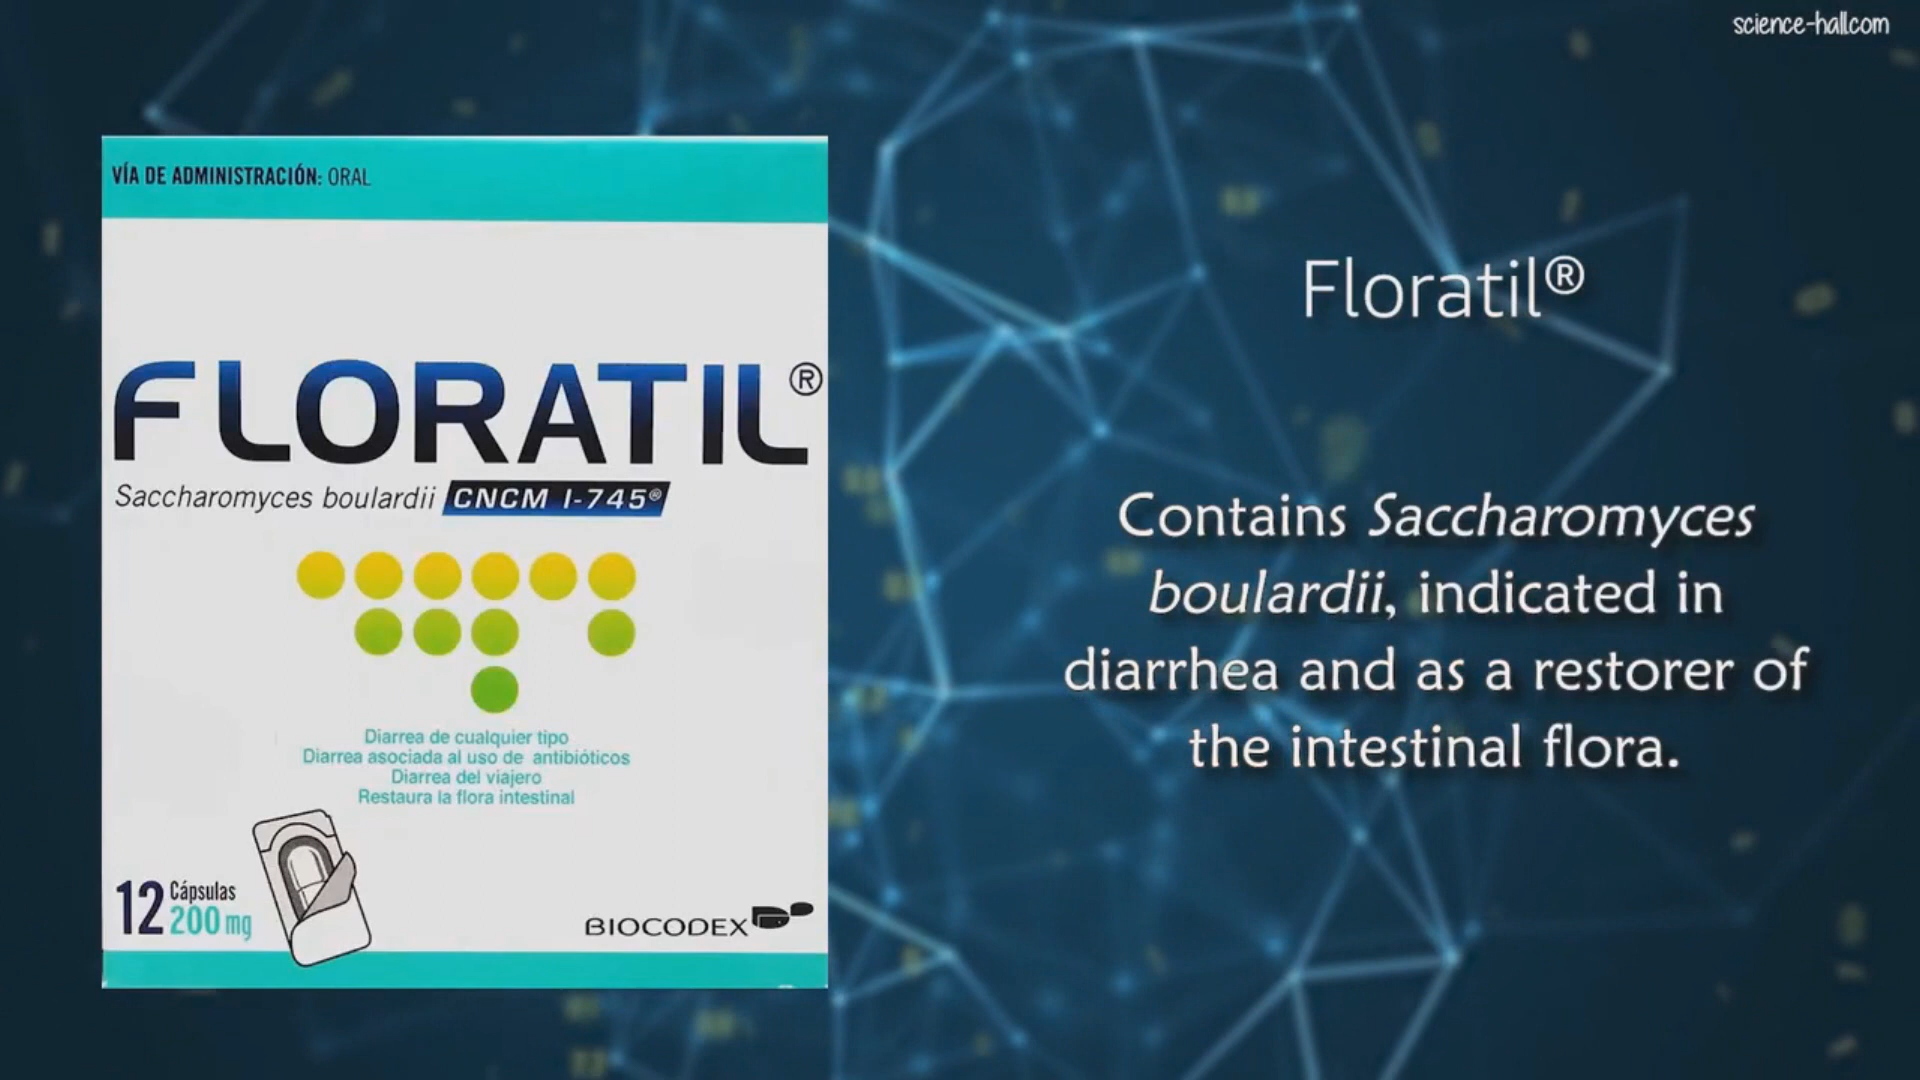 science-hall.com
VÍA DE ADMINISTRACIÓN: ORAL
FLORATIL®
Saccharomyces boulardii CNCM I-745®
Diarrea de cualquier tipo
Diarrea asociada al uso de antibióticos
Diarrea del viajero
Restaura la flora intestinal
12 Cápsulas
200 mg
BIOCODEX
Floratil®
Contains Saccharomyces
boulardii, indicated in
diarrhea and as a restorer of
the intestinal flora.